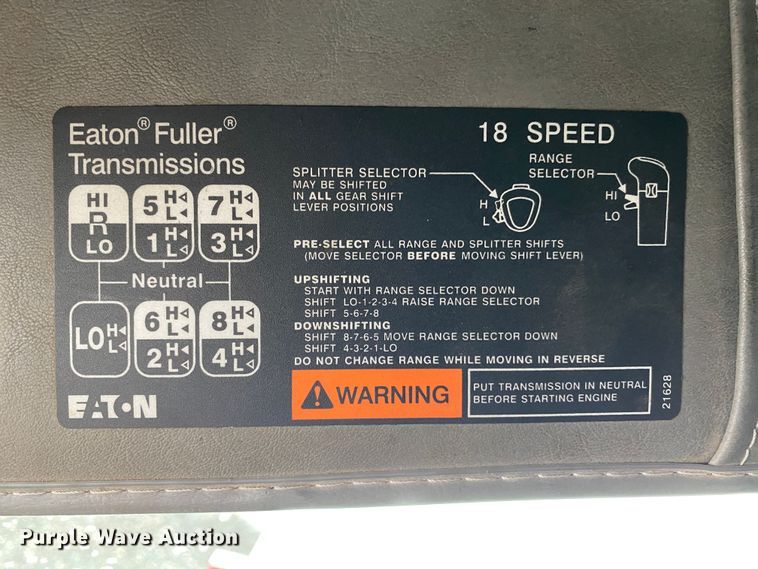 Eaton® Fuller®
Transmissions
18 SPEED
HI
R
LO
5 H L
7 H L
1 H L
3 H L
Neutral
LO H L
6 H L
8 H L
2 H L
4 H L
EATON
SPLITTER SELECTOR
MAY BE SHIFTED
IN ALL GEAR SHIFT
LEVER POSITIONS
H
L
RANGE
SELECTOR
HI
LO
PRE-SELECT ALL RANGE AND SPLITTER SHIFTS
(MOVE SELECTOR BEFORE MOVING SHIFT LEVER)
UPSHIFTING
START WITH RANGE SELECTOR DOWN
SHIFT LO-1-2-3-4 RAISE RANGE SELECTOR
SHIFT 5-6-7-8
DOWNSHIFTING
SHIFT 8-7-6-5 MOVE RANGE SELECTOR DOWN
SHIFT 4-3-2-1-LO
DO NOT CHANGE RANGE WHILE MOVING IN REVERSE
WARNING
PUT TRANSMISSION IN NEUTRAL
BEFORE STARTING ENGINE
21628
Purple Wave Auction
Purple Wave Auction